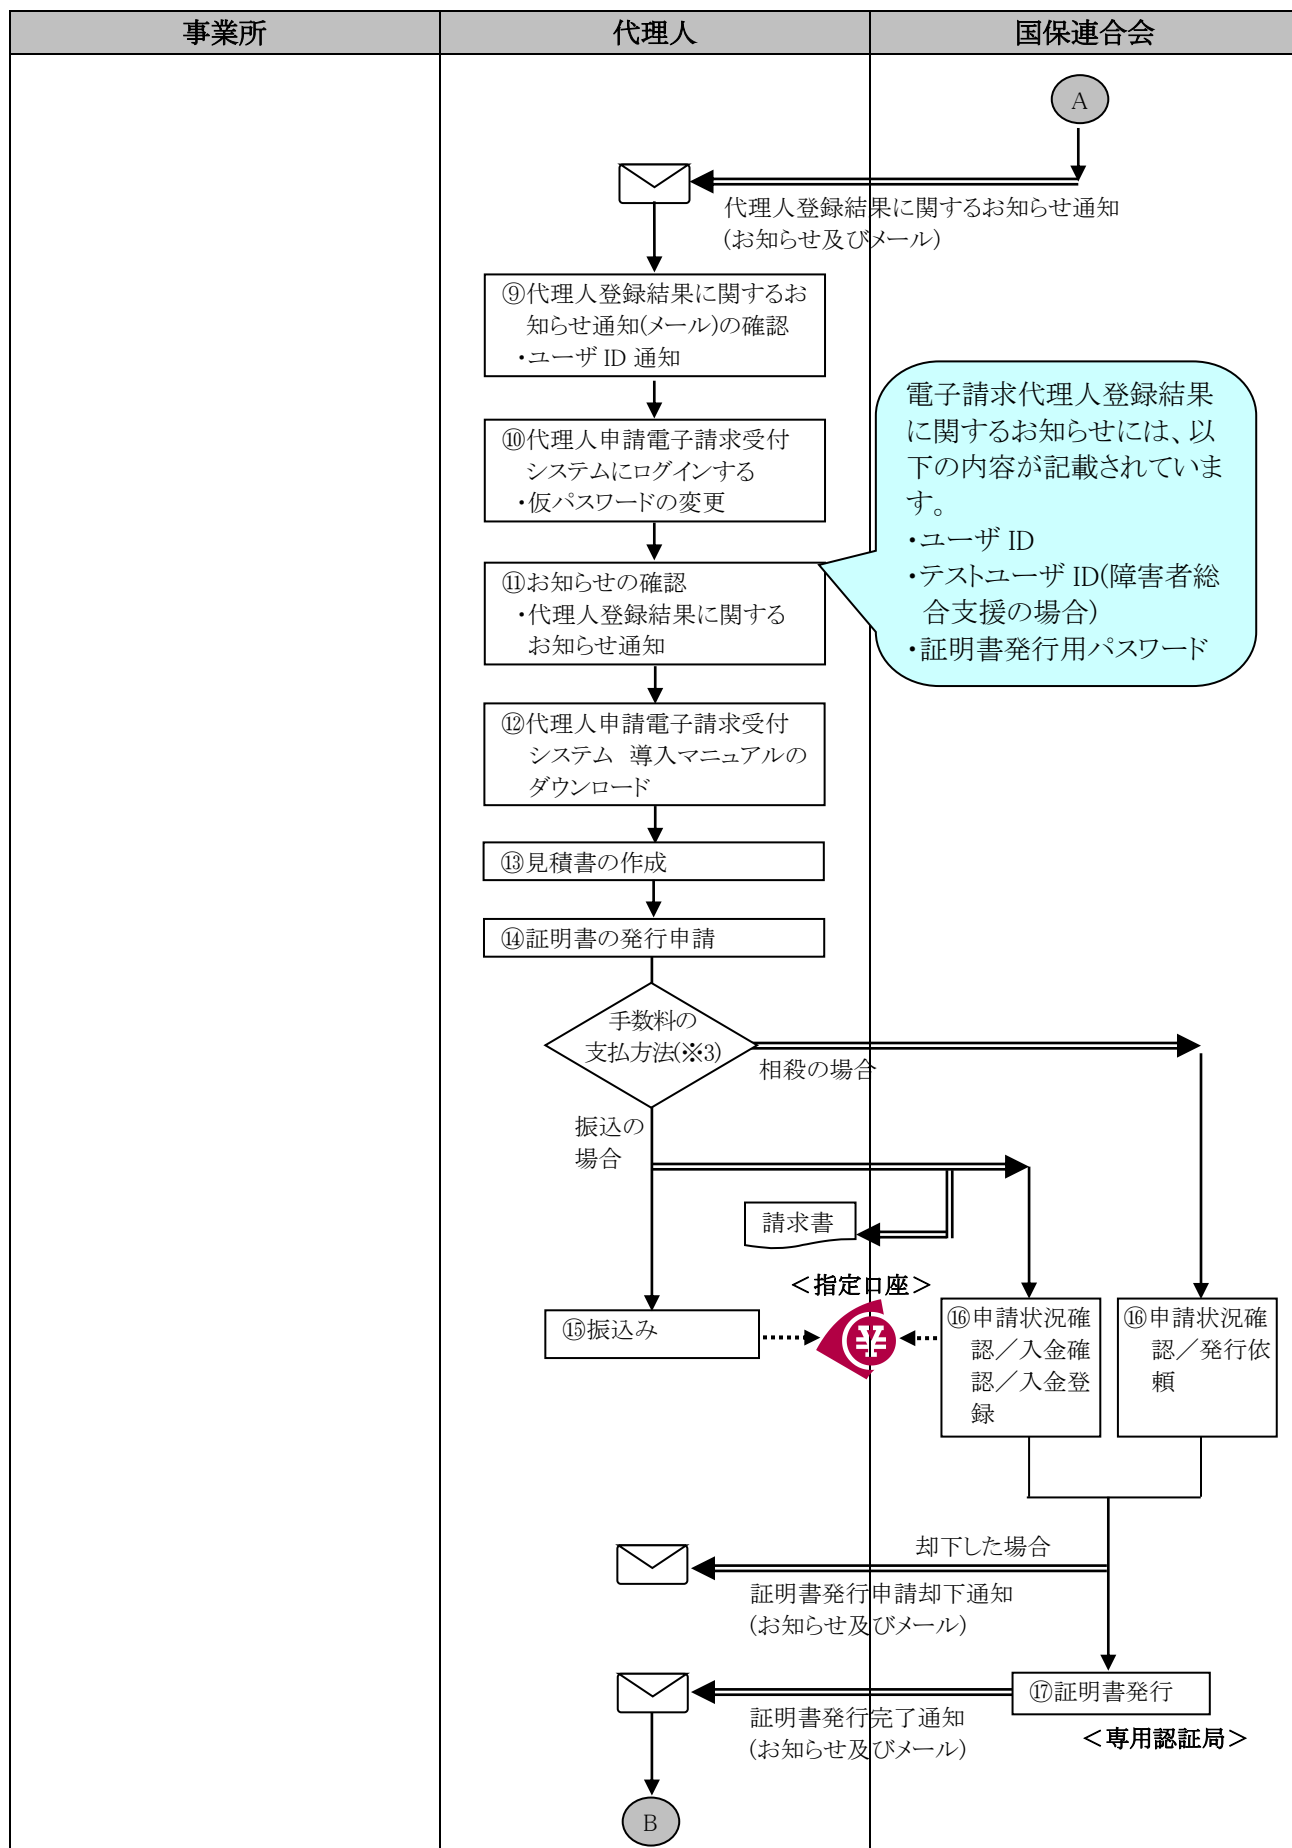 事業所
代理人
国保連合会
A
代理人登録結果に関するお知らせ通知
(お知らせ及びメール)
⑨代理人登録結果に関するお
知らせ通知(メール)の確認
・ユーザ ID 通知
⑩代理人申請電子請求受付
システムにログインする
・仮パスワードの変更
電子請求代理人登録結果
に関するお知らせには、以
下の内容が記載されていま
す。
・ユーザ ID
・テストユーザ ID(障害者総
合支援の場合)
・証明書発行用パスワード
⑪お知らせの確認
・代理人登録結果に関する
お知らせ通知
⑫代理人申請電子請求受付
システム 導入マニュアルの
ダウンロード
⑬見積書の作成
⑭証明書の発行申請
手数料の
支払方法(※3)
相殺の場合
振込の
場合
請求書
＜指定口座＞
⑮振込み
⑯申請状況確
認／入金確
認／入金登
録
⑯申請状況確
認／発行依
頼
却下した場合
証明書発行申請却下通知
(お知らせ及びメール)
⑰証明書発行
証明書発行完了通知
(お知らせ及びメール)
＜専用認証局＞
B